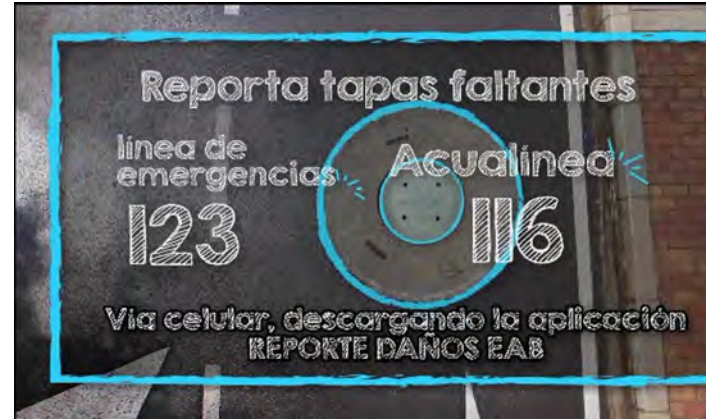 Reporta tapas faltantes
línea de
emergencias
123
Acualínea
116
Via celular, descargando la aplicación
REPORTE DAÑOS EAB